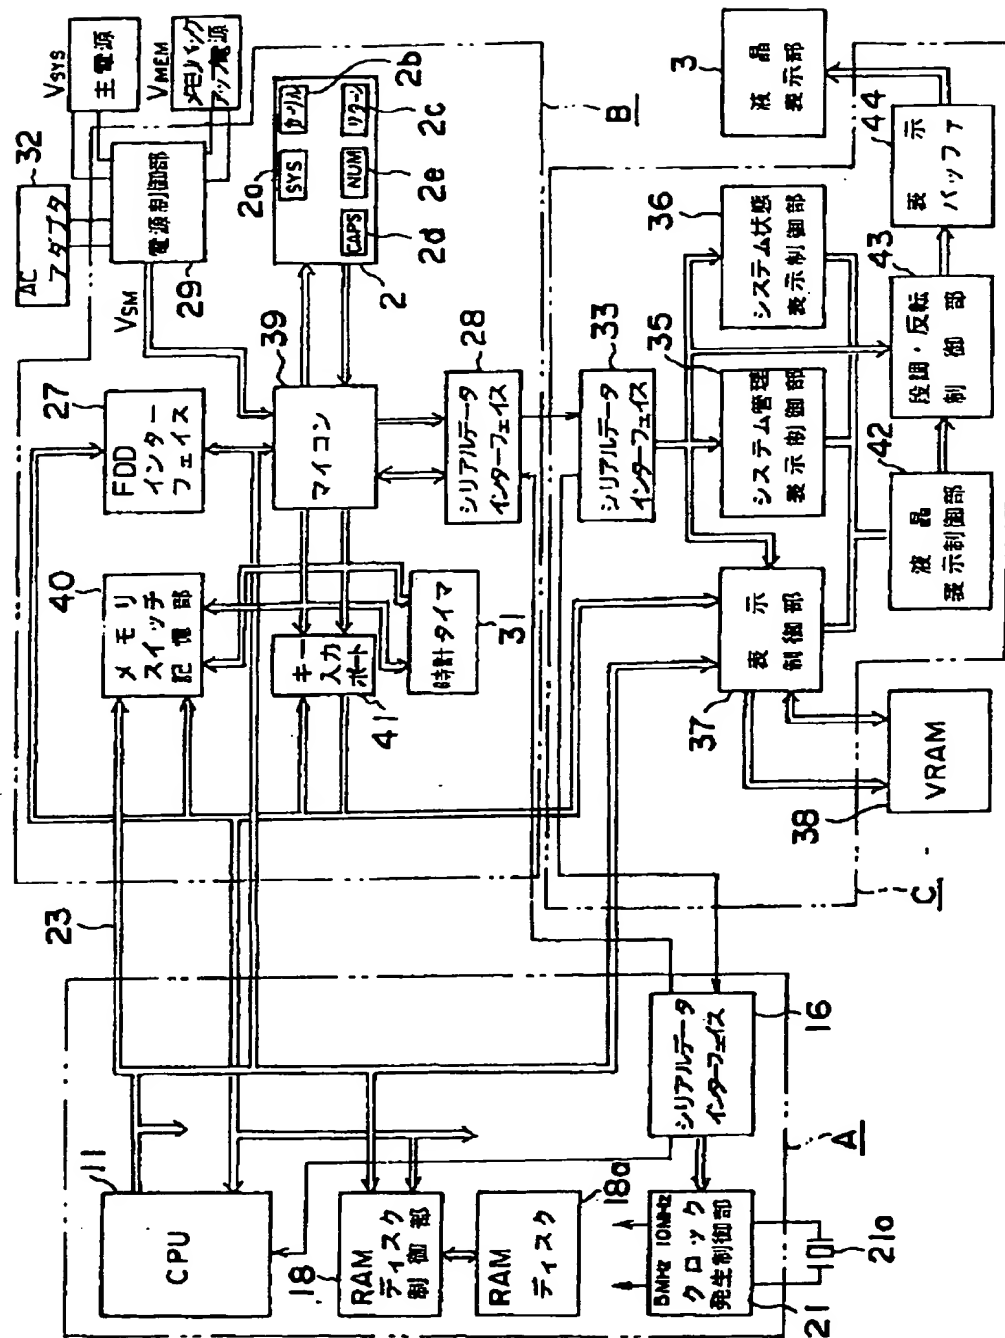 11
CPU
18
RAM
ディスク
制御部
RAM
ディスク
18a
5MHz 10MHz
クロック
発生制御部
21
21a
シリアルデータ
インターフェイス
16
A
23
40
メモリ
スイッチ
記憶部
27
FDD
インター
フェイス
キー
入力
ポート
41
時計タイマ
31
39
マイコン
VSM
28
シリアルデータ
インターフェイス
AC
アダプタ
32
電源制御部
29
VSYS
主電源
VMEM
メモリバック
アップ電源
2
2a
SYS
2b
カーソル
CAPS
2d
NUM
2e
リターン
2c
B
33
シリアルデータ
インターフェイス
37
表示
制御部
VRAM
38
C
35
システム管理
表示制御部
36
システム状態
表示制御部
42
液晶
表示制御部
43
段調・反転
制御部
44
表示
バッファ
3
液晶
表示部